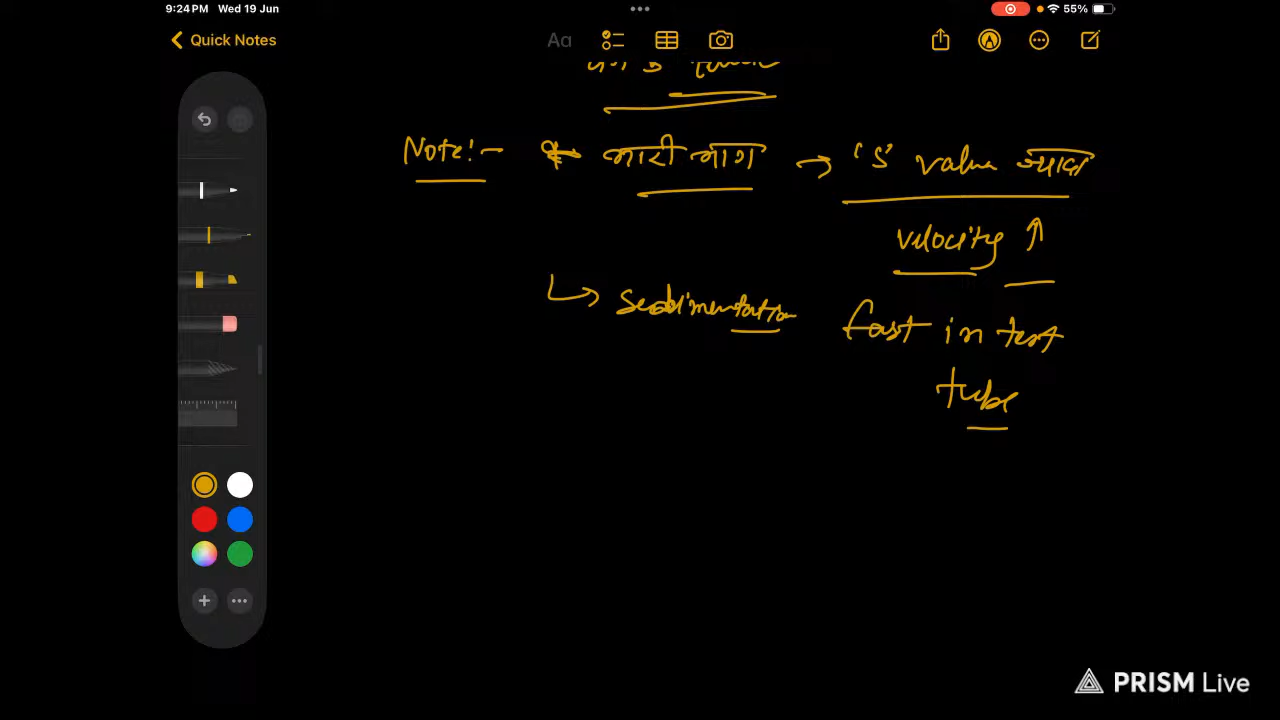 9:24 PM Wed 19 Jun
55%
Quick Notes
Aa
Note:- भारी भाग → 'S' value ज्यादा
velocity ↑
↳ sedimentation fast in test
tube
PRISM Live